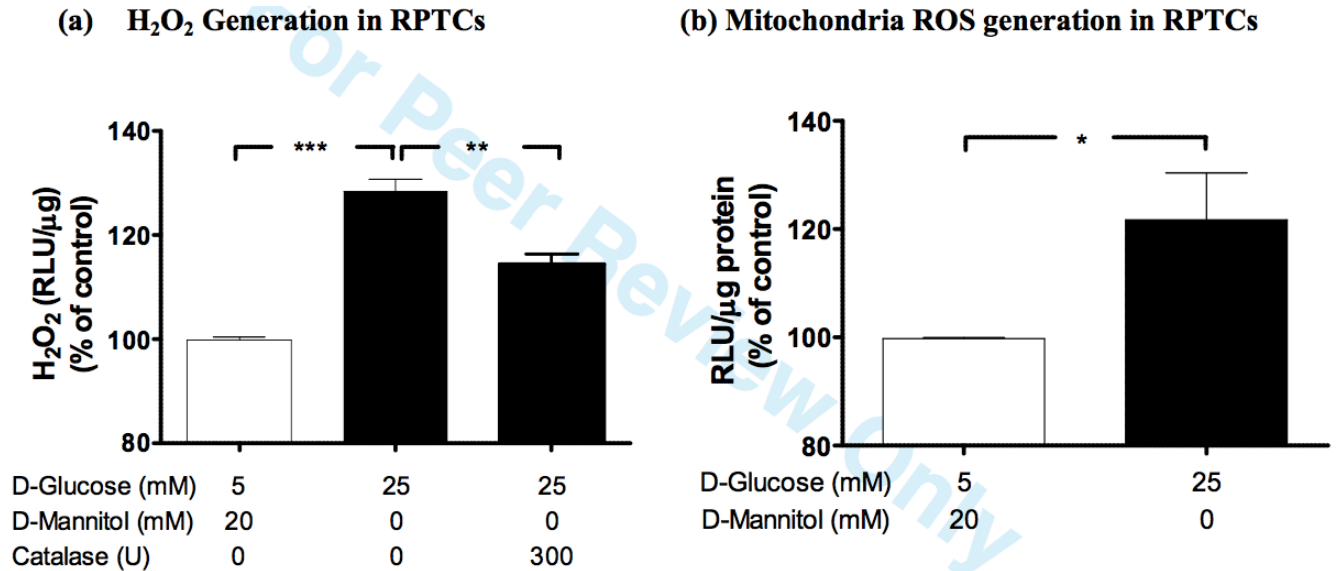 (a) H₂O₂ Generation in RPTCs
(b) Mitochondria ROS generation in RPTCs
For Peer Review Only
H₂O₂ (RLU/µg)
(% of control)
140
120
100
80
***
**
D-Glucose (mM) 5 25 25
D-Mannitol (mM) 20 0 0
Catalase (U) 0 0 300
RLU/µg protein
(% of control)
140
120
100
80
*
D-Glucose (mM) 5 25
D-Mannitol (mM) 20 0